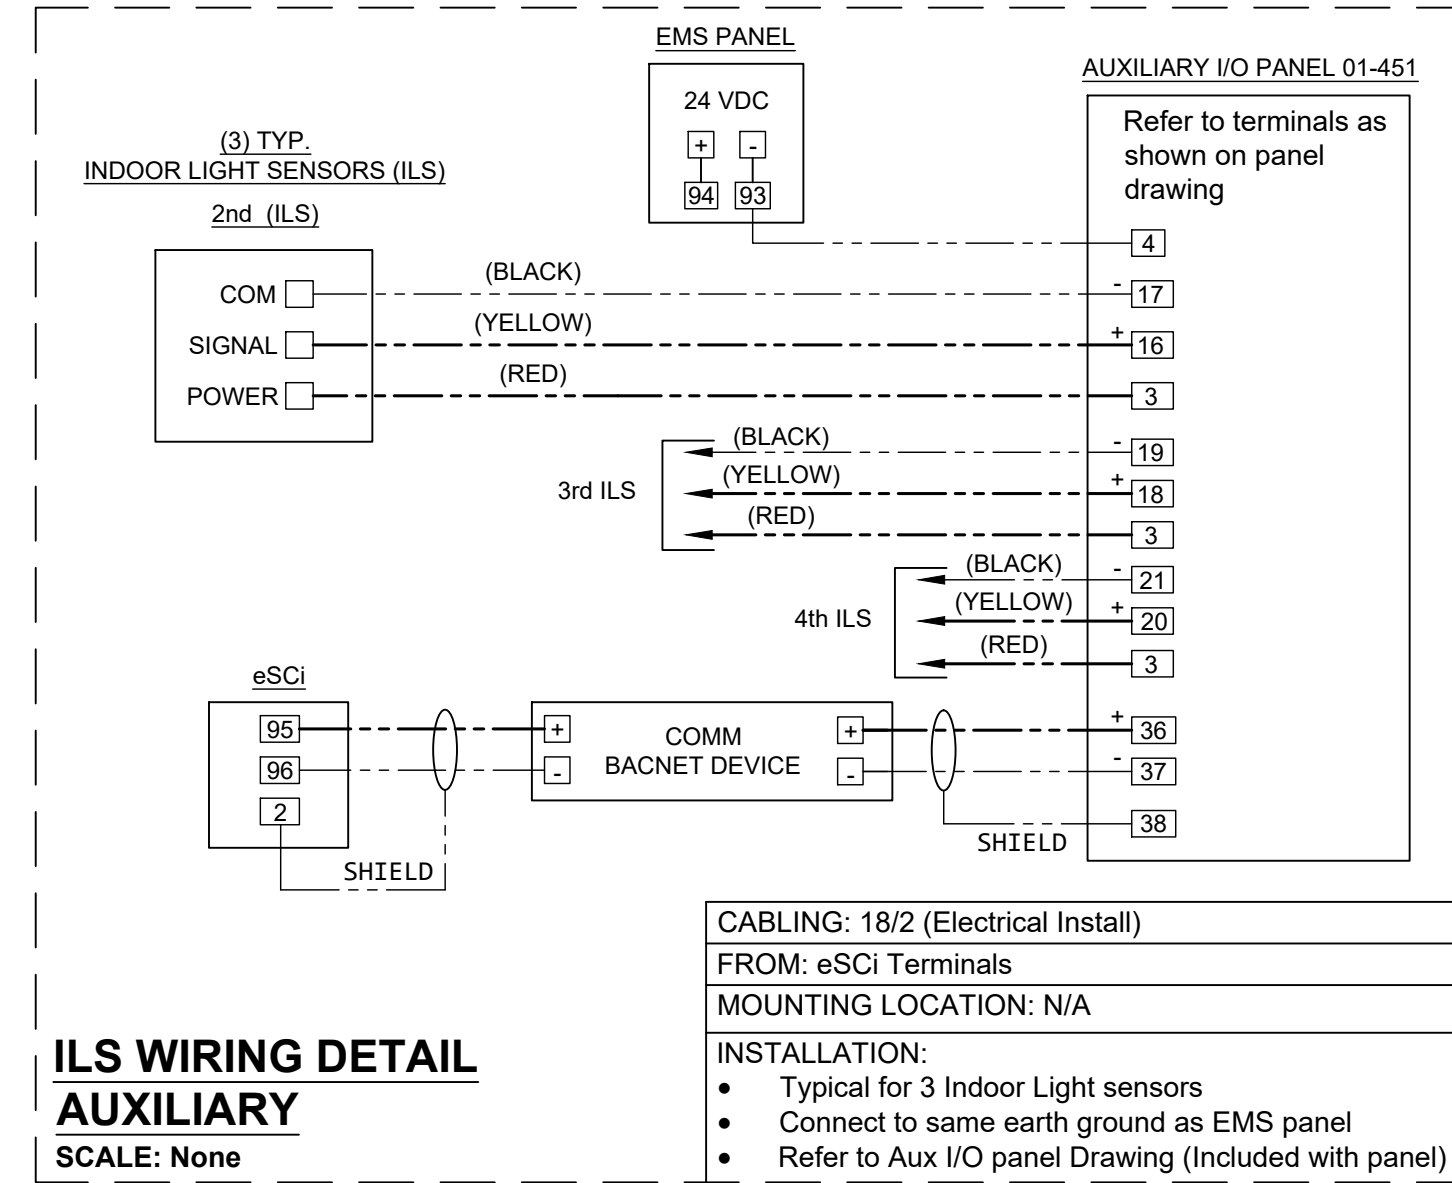 EMS PANEL
24 VDC
+ -
94 93
AUXILIARY I/O PANEL 01-451
Refer to terminals as
shown on panel
drawing
4
(3) TYP.
INDOOR LIGHT SENSORS (ILS)
2nd (ILS)
COM (BLACK) - 17
SIGNAL (YELLOW) + 16
POWER (RED) 3
3rd ILS
(BLACK) - 19
(YELLOW) + 18
(RED) 3
4th ILS
(BLACK) - 21
(YELLOW) + 20
(RED) 3
eSCi
95
96
2
SHIELD
+
-
COMM
BACNET DEVICE
+
-
+ 36
- 37
38
SHIELD
CABLING: 18/2 (Electrical Install)
FROM: eSCi Terminals
MOUNTING LOCATION: N/A
INSTALLATION:
• Typical for 3 Indoor Light sensors
• Connect to same earth ground as EMS panel
• Refer to Aux I/O panel Drawing (Included with panel)
ILS WIRING DETAIL
AUXILIARY
SCALE: None